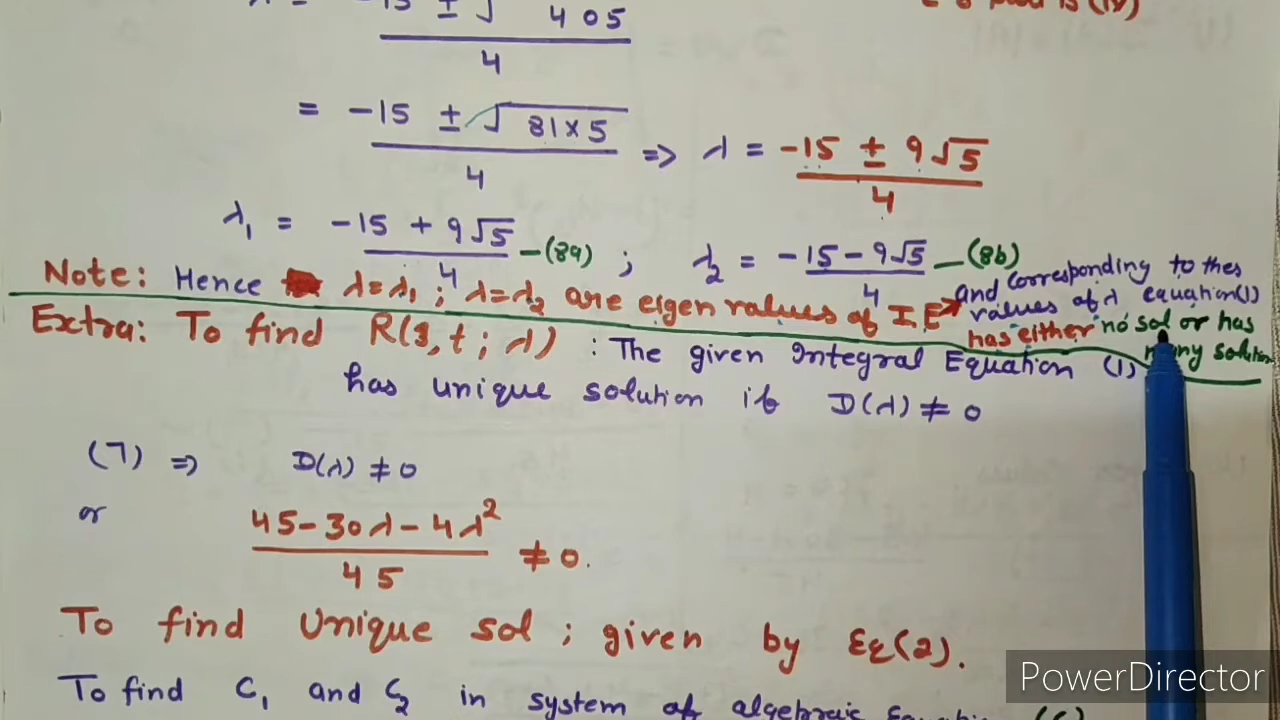 -15 ± √ 405
4
= -15 ± √ 81×5
4
=> λ = -15 ± 9√5
4
λ₁ = -15 + 9√5 —(8a) ; λ₂ = -15 - 9√5 —(8b)
4 4
Note: Hence λ=λ₁ ; λ=λ₂ are eigen values of I.E and corresponding to thes
values of λ equation(1)
has either no sol or has
many solution
Extra: To find R(s, t ; λ) : The given Integral Equation (1)
has unique solution if D(λ) ≠ 0
(7) => D(λ) ≠ 0
or 45 - 30λ - 4λ²
45 ≠ 0.
To find Unique sol ; given by Eq(2).
To find C₁ and C₂ in system of algebraic
PowerDirector